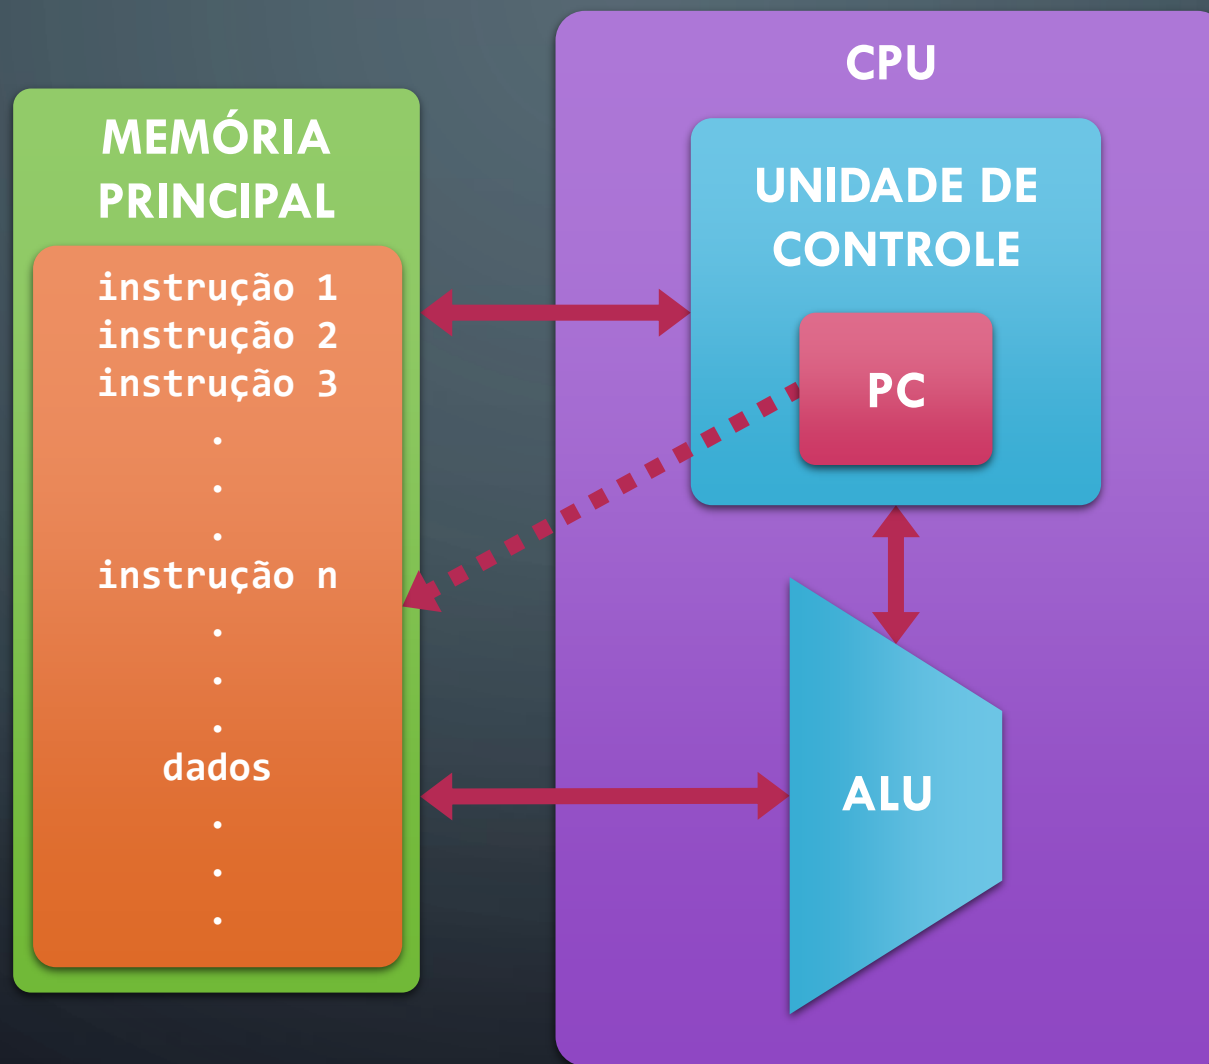 MEMÓRIA
PRINCIPAL
instrução 1
instrução 2
instrução 3
.
.
.
instrução n
.
.
.
dados
.
.
.
CPU
UNIDADE DE
CONTROLE
PC
ALU